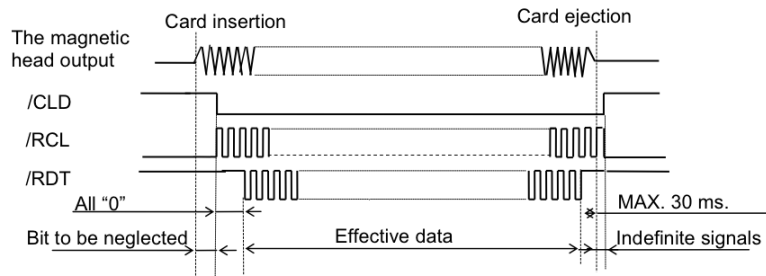 Card insertion
Card ejection
The magnetic
head output
/CLD
/RCL
/RDT
All “0”
MAX. 30 ms.
Bit to be neglected
Effective data
Indefinite signals